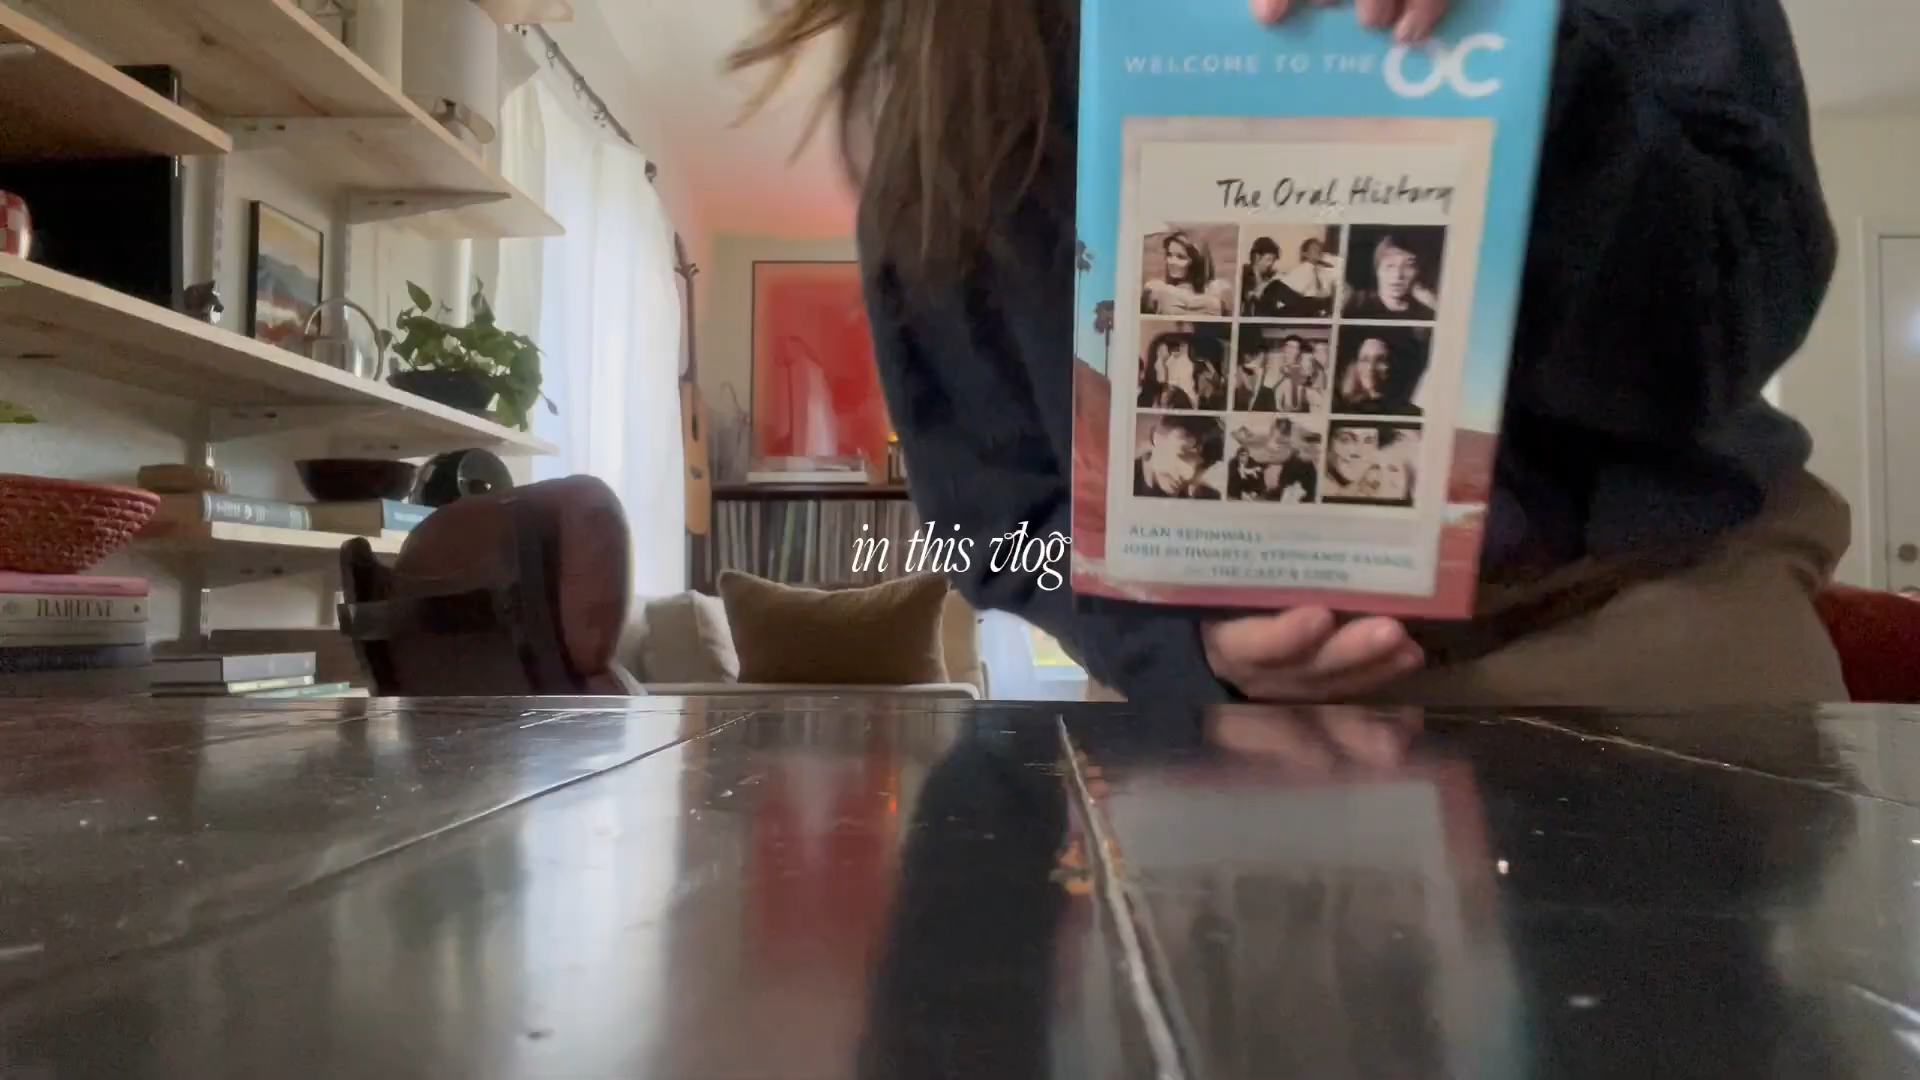 WELCOME TO THE OC
The Oral History
in this vlog
ALAN SEPINWALL
JOSH SCHWARTZ, STEPHANIE SAVAGE,
THE CAST & CREW
HABITAT